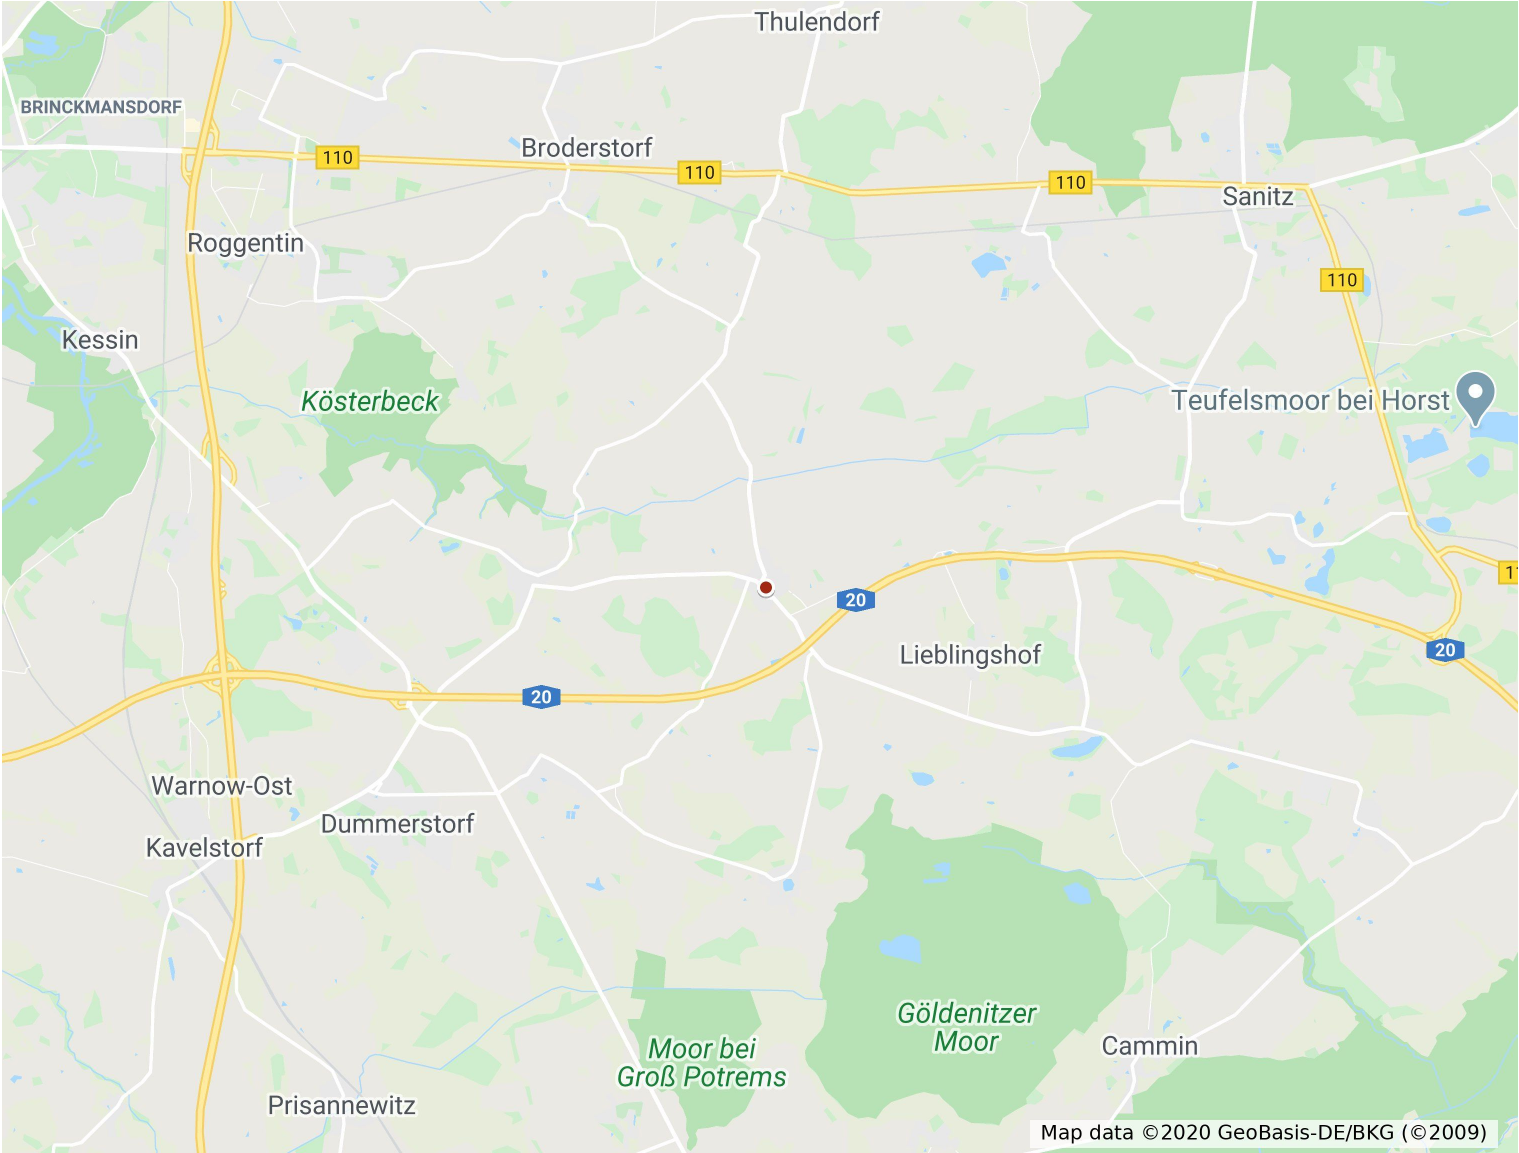 Thulendorf
BRINCKMANSDORF
Broderstorf
110
110
110
Sanitz
Roggentin
110
Kessin
Kösterbeck
Teufelsmoor bei Horst
11
20
Lieblingshof
20
20
Warnow-Ost
Dummerstorf
Kavelstorf
Göldenitzer
Moor
Moor bei
Groß Potrems
Cammin
Prisannewitz
Map data ©2020 GeoBasis-DE/BKG (©2009)